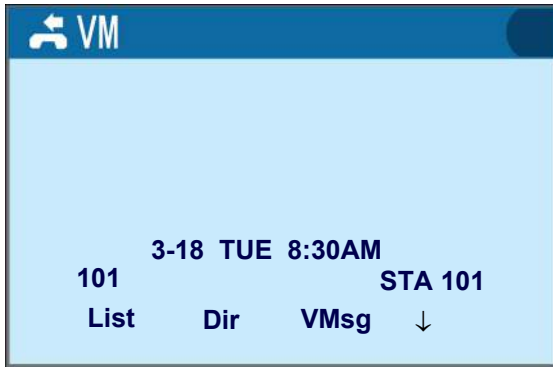 VM
3-18 TUE 8:30AM
101 STA 101
List Dir VMsg ↓